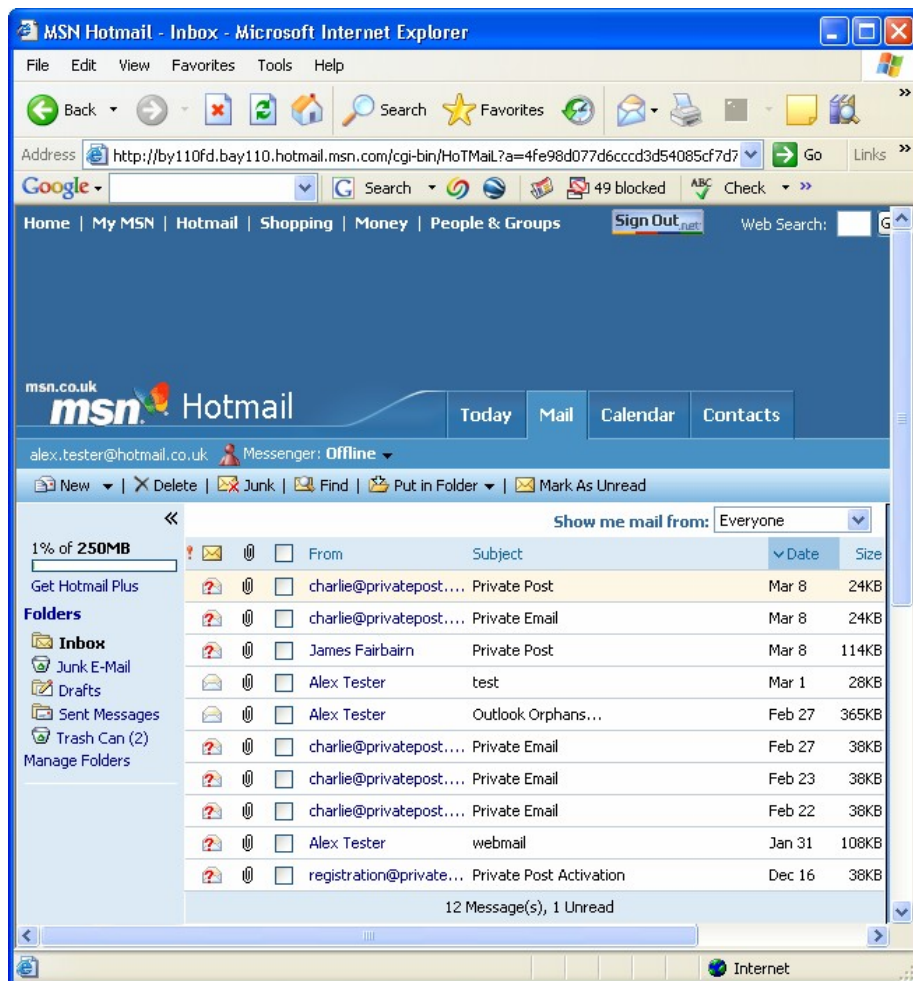 MSN Hotmail - Inbox - Microsoft Internet Explorer
File Edit View Favorites Tools Help
Back Search Favorites »
Address http://by110fd.bay110.hotmail.msn.com/cgi-bin/HoTMaiL?a=4fe98d077d6cccd3d54085cf7d7 Go Links »
Google Search 49 blocked ABC Check »
Home | My MSN | Hotmail | Shopping | Money | People & Groups Sign Out.net Web Search: G
msn.co.uk
msn Hotmail Today Mail Calendar Contacts
alex.tester@hotmail.co.uk Messenger: Offline
New | Delete | Junk | Find | Put in Folder | Mark As Unread
« Show me mail from: Everyone
1% of 250MB
Get Hotmail Plus
Folders
Inbox
Junk E-Mail
Drafts
Sent Messages
Trash Can (2)
Manage Folders
! From Subject Date Size
charlie@privatepost.... Private Post Mar 8 24KB
charlie@privatepost.... Private Email Mar 8 24KB
James Fairbairn Private Post Mar 8 114KB
Alex Tester test Mar 1 28KB
Alex Tester Outlook Orphans... Feb 27 365KB
charlie@privatepost.... Private Email Feb 27 38KB
charlie@privatepost.... Private Email Feb 23 38KB
charlie@privatepost.... Private Email Feb 22 38KB
Alex Tester webmail Jan 31 108KB
registration@private... Private Post Activation Dec 16 38KB
12 Message(s), 1 Unread
Internet